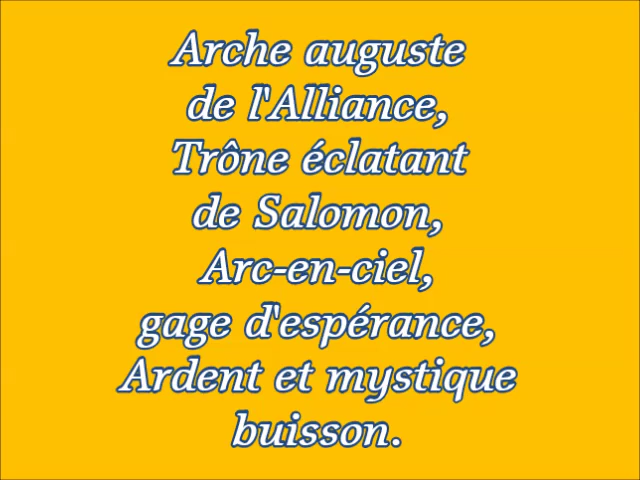 Arche auguste
de l'Alliance,
Trône éclatant
de Salomon,
Arc-en-ciel,
gage d'espérance,
Ardent et mystique
buisson.